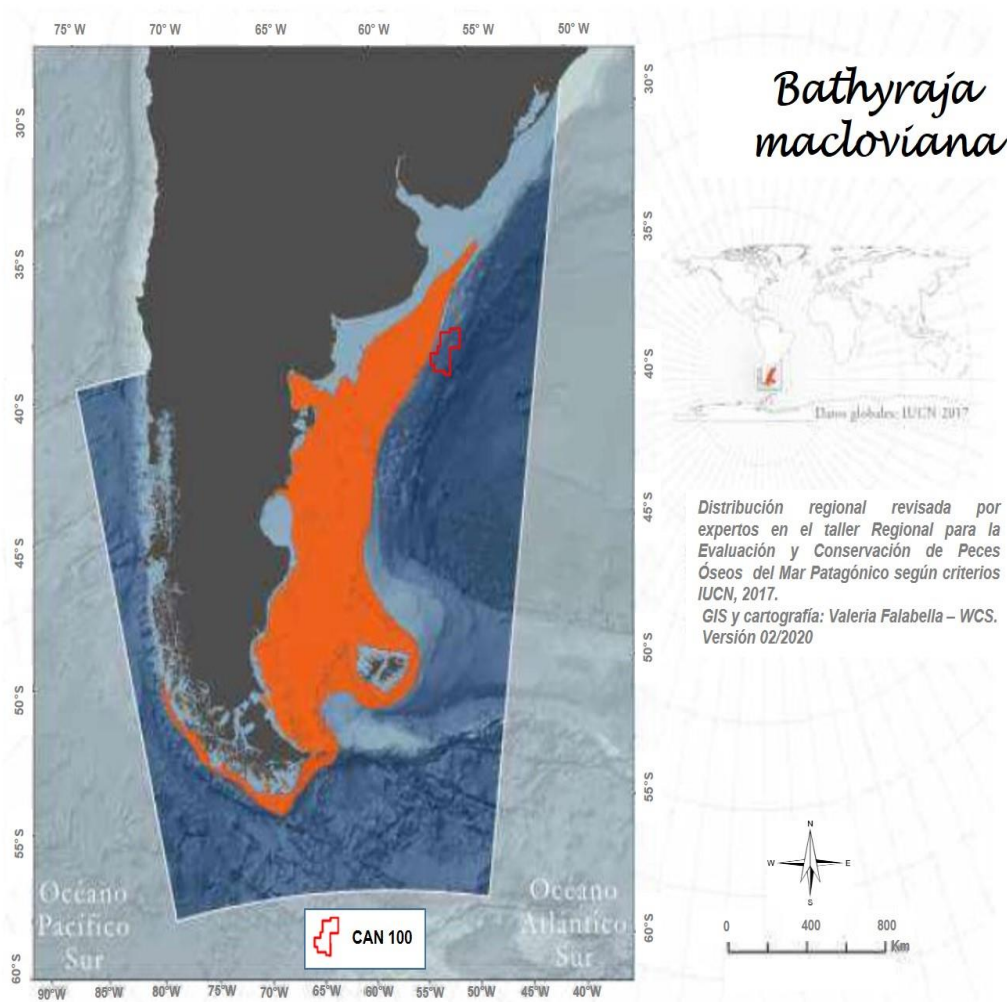 75° W 70° W 65° W 60° W 55° W 50° W
Bathyraja
macloviana
30°S
35°S
40°S
45°S
50°S
55°S
60°S
30°S
35°S
40°S
45°S
50°S
55°S
60°S
Datos globales: IUCN 2017
Distribución regional revisada por
expertos en el taller Regional para la
Evaluación y Conservación de Peces
Óseos del Mar Patagónico según criterios
IUCN, 2017.
GIS y cartografía: Valeria Falabella – WCS.
Versión 02/2020
N
W E
S
0 400 800
Km
Océano
Pacífico
Sur
CAN 100
Océano
Atlántico
Sur
90°W 85°W 80°W 75°W 70°W 65°W 60°W 55°W 50°W 45°W 40°W